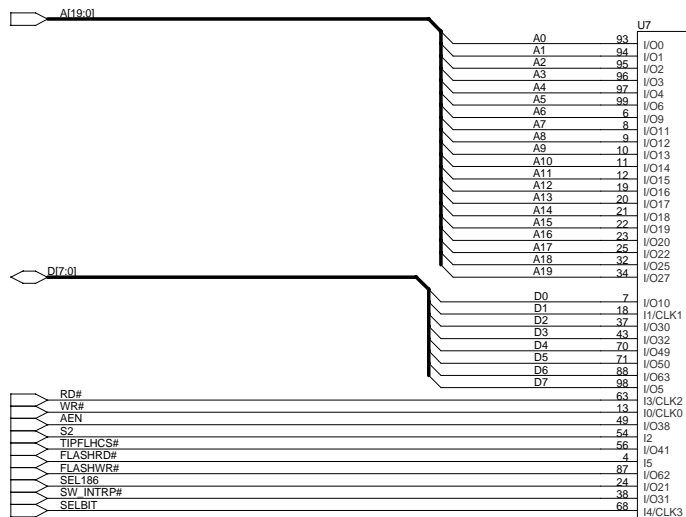 A[19:0]
U7
A0 93 I/O0
A1 94 I/O1
A2 95 I/O2
A3 96 I/O3
A4 97 I/O4
A5 99 I/O6
A6 6 I/O9
A7 8 I/O11
A8 9 I/O12
A9 10 I/O13
A10 11 I/O14
A11 12 I/O15
A12 19 I/O16
A13 20 I/O17
A14 21 I/O18
A15 22 I/O19
A16 23 I/O20
A17 25 I/O22
A18 32 I/O25
A19 34 I/O27
D[7:0]
D0 7 I/O10
D1 18 I1/CLK1
D2 37 I/O30
D3 43 I/O32
D4 70 I/O49
D5 71 I/O50
D6 88 I/O63
D7 98 I/O5
RD# 63 I3/CLK2
WR# 13 I0/CLK0
AEN 49 I/O38
S2 54 I2
TIPFLHCS# 56 I/O41
FLASHRD# 4 I5
FLASHWR# 87 I/O62
SEL186 24 I/O21
SW_INTRP# 38 I/O31
SELBIT 68 I4/CLK3